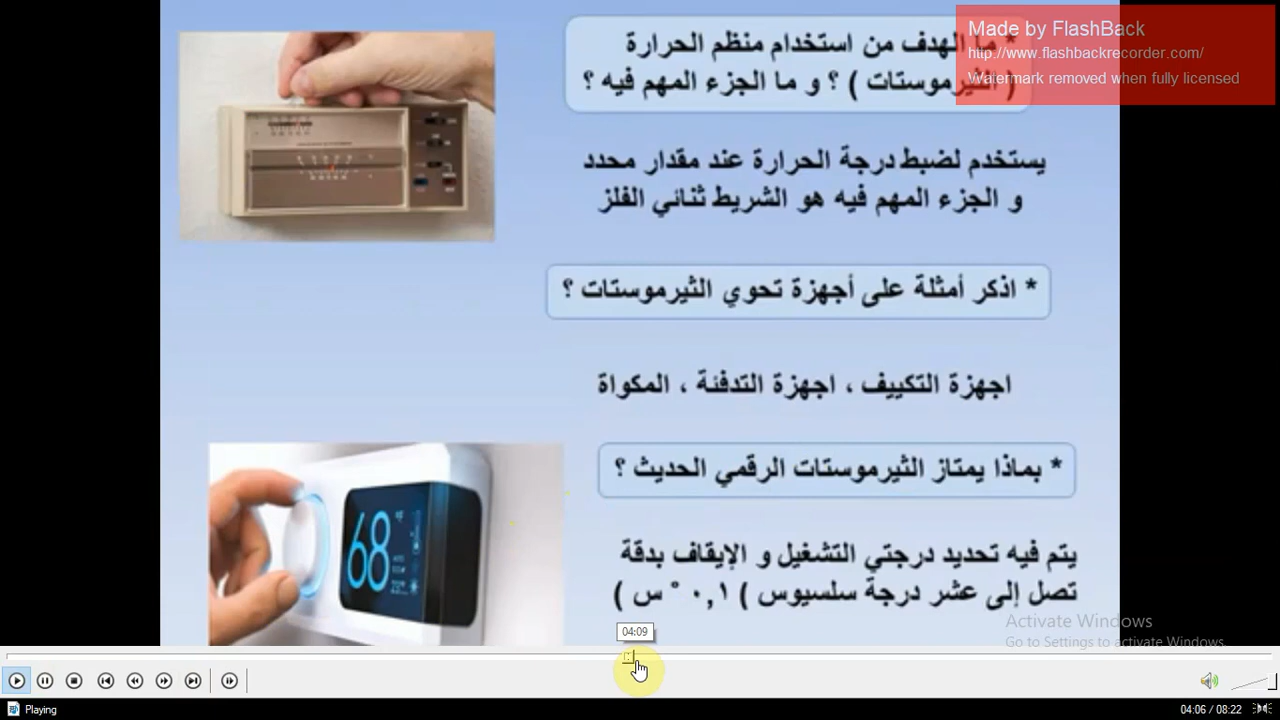 Made by FlashBack
http://www.flashbackrecorder.com/
Watermark removed when fully licensed
* ما الهدف من استخدام منظم الحرارة
( الثيرموستات ) ؟ و ما الجزء المهم فيه ؟
يستخدم لضبط درجة الحرارة عند مقدار محدد
و الجزء المهم فيه هو الشريط ثنائي الفلز
* اذكر أمثلة على أجهزة تحوي الثيرموستات ؟
اجهزة التكييف ، اجهزة التدفئة ، المكواة
* بماذا يمتاز الثيرموستات الرقمي الحديث ؟
68
يتم فيه تحديد درجتي التشغيل و الإيقاف بدقة
تصل إلى عشر درجة سلسيوس ) ٠,١ ° س )
Activate Windows
Go to Settings to activate Windows.
04:09
Playing
04:06 / 08:22